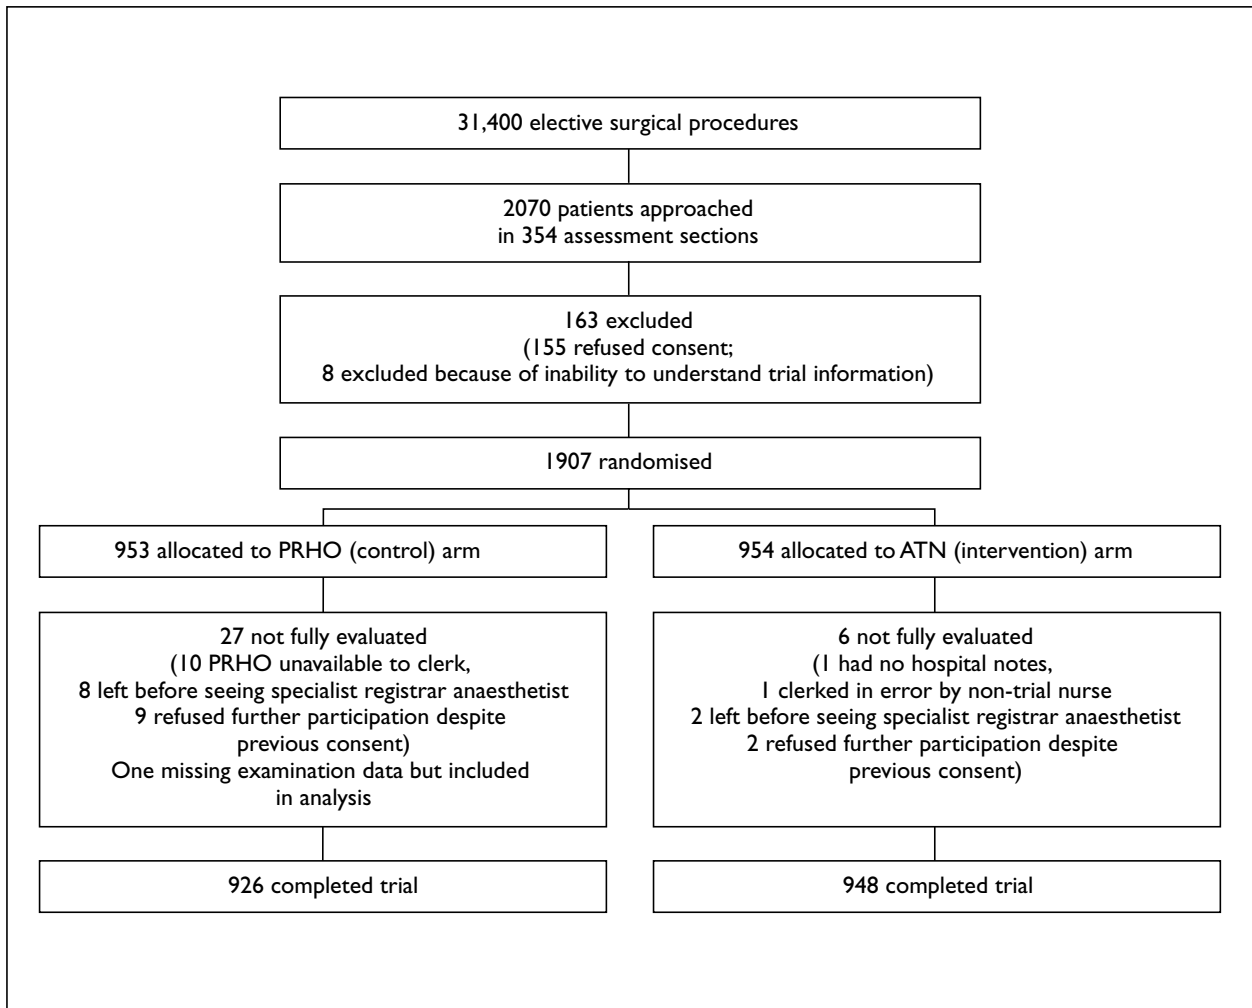 31,400 elective surgical procedures
2070 patients approached
in 354 assessment sections
163 excluded
(155 refused consent;
8 excluded because of inability to understand trial information)
1907 randomised
953 allocated to PRHO (control) arm
954 allocated to ATN (intervention) arm
27 not fully evaluated
(10 PRHO unavailable to clerk,
8 left before seeing specialist registrar anaesthetist
9 refused further participation despite
previous consent)
One missing examination data but included
in analysis
6 not fully evaluated
(1 had no hospital notes,
1 clerked in error by non-trial nurse
2 left before seeing specialist registrar anaesthetist
2 refused further participation despite
previous consent)
926 completed trial
948 completed trial